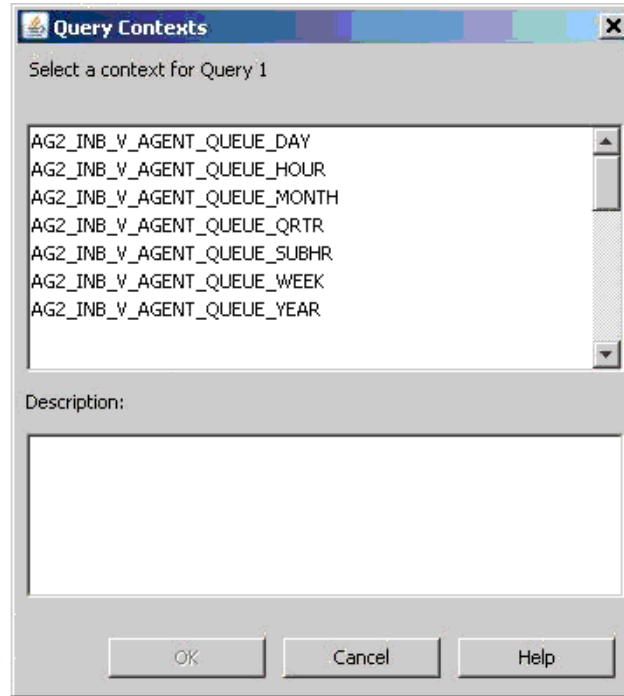 Query Contexts
Select a context for Query 1
AG2_INB_V_AGENT_QUEUE_DAY
AG2_INB_V_AGENT_QUEUE_HOUR
AG2_INB_V_AGENT_QUEUE_MONTH
AG2_INB_V_AGENT_QUEUE_QRTR
AG2_INB_V_AGENT_QUEUE_SUBHR
AG2_INB_V_AGENT_QUEUE_WEEK
AG2_INB_V_AGENT_QUEUE_YEAR
Description:
OK Cancel Help